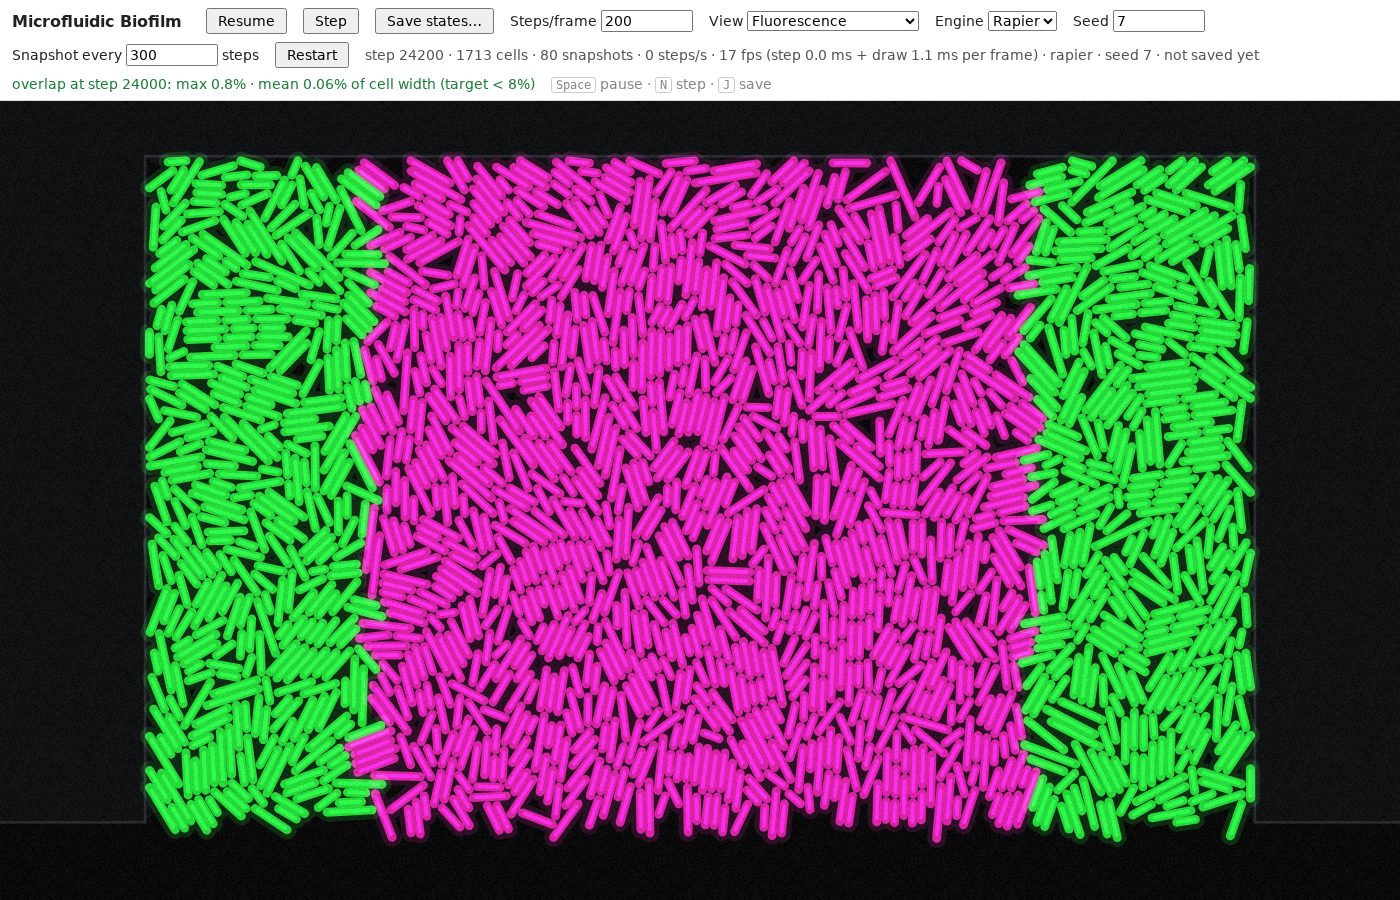 Microfluidic Biofilm Resume Step Save states... Steps/frame 200 View Fluorescence Engine Rapier Seed 7
Snapshot every 300 steps Restart step 24200 · 1713 cells · 80 snapshots · 0 steps/s · 17 fps (step 0.0 ms + draw 1.1 ms per frame) · rapier · seed 7 · not saved yet
overlap at step 24000: max 0.8% · mean 0.06% of cell width (target < 8%) Space pause · N step · J save